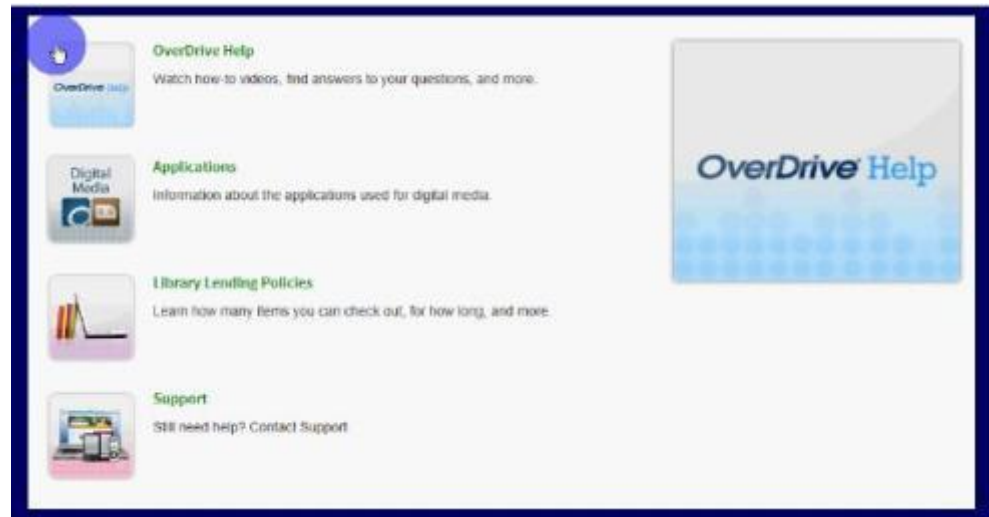 OverDrive Help
Watch how-to videos, find answers to your questions, and more.
OverDrive Help
Applications
Digital
Media
Information about the applications used for digital media.
OverDrive Help
Library Lending Policies
Learn how many items you can check out, for how long, and more.
Support
Still need help? Contact Support